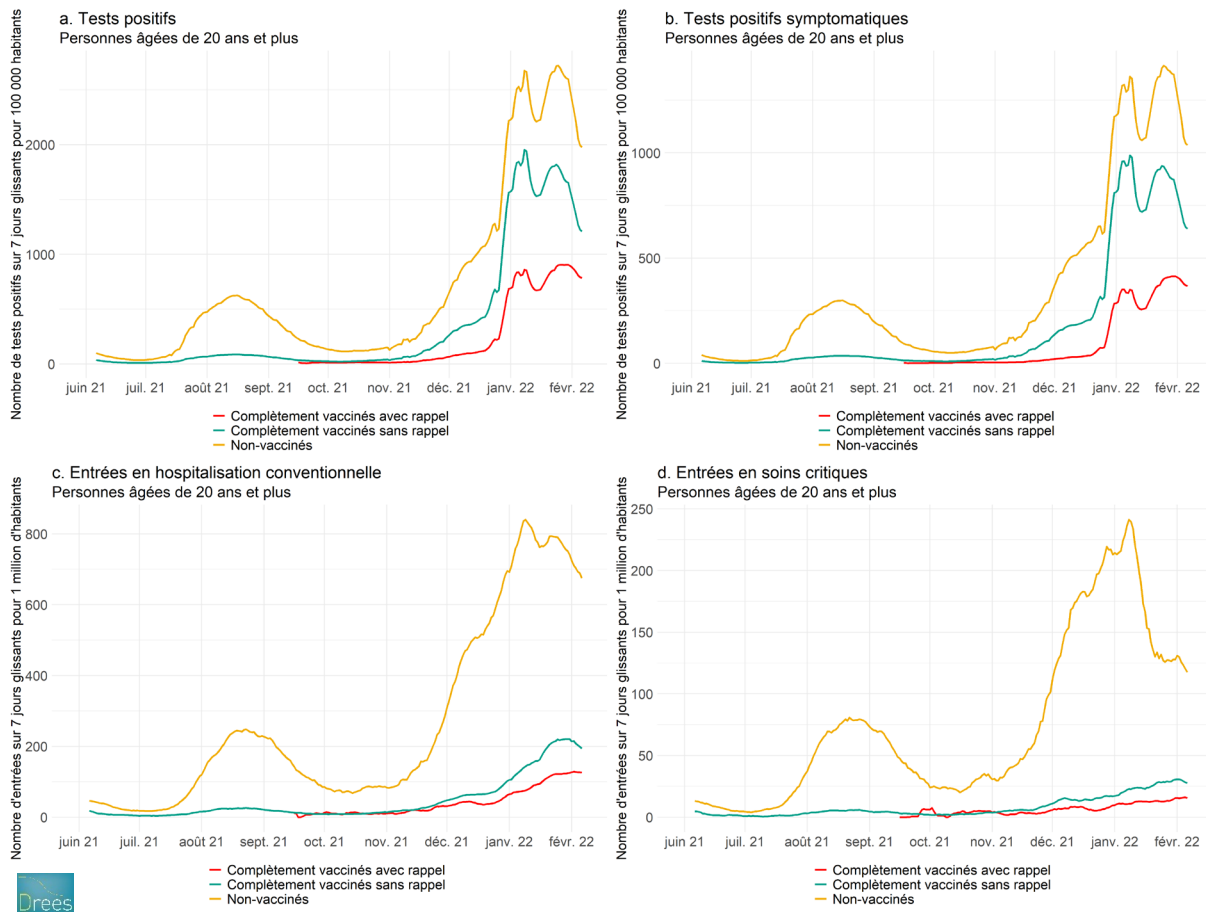 a. Tests positifs
Personnes âgées de 20 ans et plus
Nombre de tests positifs sur 7 jours glissants pour 100 000 habitants
2000
1000
0
juin 21 juil. 21 août 21 sept. 21 oct. 21 nov. 21 déc. 21 janv. 22 févr. 22
Complètement vaccinés avec rappel
Complètement vaccinés sans rappel
Non-vaccinés
b. Tests positifs symptomatiques
Personnes âgées de 20 ans et plus
Nombre de tests positifs sur 7 jours glissants pour 100 000 habitants
1000
500
0
juin 21 juil. 21 août 21 sept. 21 oct. 21 nov. 21 déc. 21 janv. 22 févr. 22
Complètement vaccinés avec rappel
Complètement vaccinés sans rappel
Non-vaccinés
c. Entrées en hospitalisation conventionnelle
Personnes âgées de 20 ans et plus
Nombre d'entrées sur 7 jours glissants pour 1 million d'habitants
800
600
400
200
0
juin 21 juil. 21 août 21 sept. 21 oct. 21 nov. 21 déc. 21 janv. 22 févr. 22
Complètement vaccinés avec rappel
Complètement vaccinés sans rappel
Non-vaccinés
d. Entrées en soins critiques
Personnes âgées de 20 ans et plus
Nombre d'entrées sur 7 jours glissants pour 1 million d'habitants
250
200
150
100
50
0
juin 21 juil. 21 août 21 sept. 21 oct. 21 nov. 21 déc. 21 janv. 22 févr. 22
Complètement vaccinés avec rappel
Complètement vaccinés sans rappel
Non-vaccinés
Drees